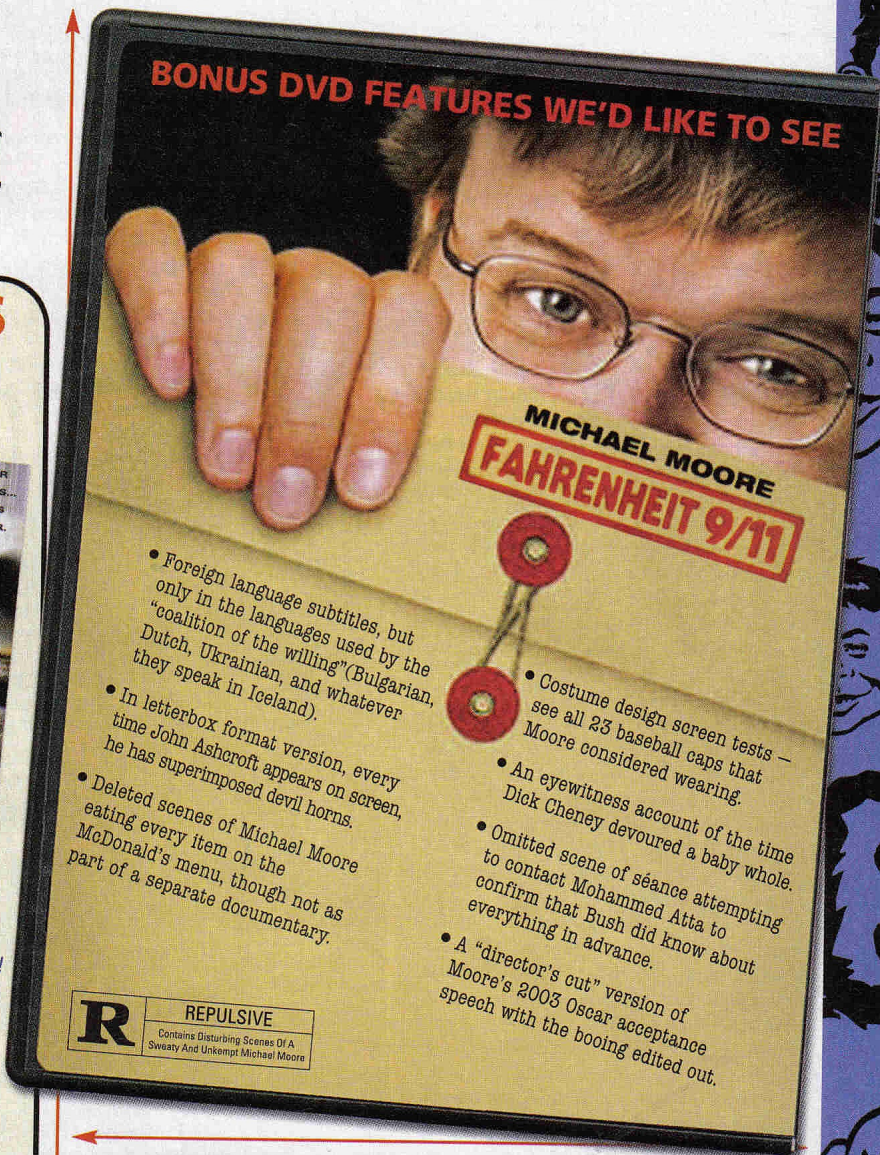 BONUS DVD FEATURES WE'D LIKE TO SEE
MICHAEL MOORE
FAHRENHEIT 9/11
• Foreign language subtitles, but
only in the languages used by the
“coalition of the willing”(Bulgarian,
Dutch, Ukrainian, and whatever
they speak in Iceland).
• In letterbox format version, every
time John Ashcroft appears on screen,
he has superimposed devil horns.
• Deleted scenes of Michael Moore
eating every item on the
McDonald's menu, though not as
part of a separate documentary.
• Costume design screen tests –
see all 23 baseball caps that
Moore considered wearing.
• An eyewitness account of the time
Dick Cheney devoured a baby whole.
• Omitted scene of séance attempting
to contact Mohammed Atta to
confirm that Bush did know about
everything in advance.
• A “director's cut” version of
Moore's 2003 Oscar acceptance
speech with the booing edited out.
R
REPULSIVE
Contains Disturbing Scenes Of A
Sweaty And Unkempt Michael Moore